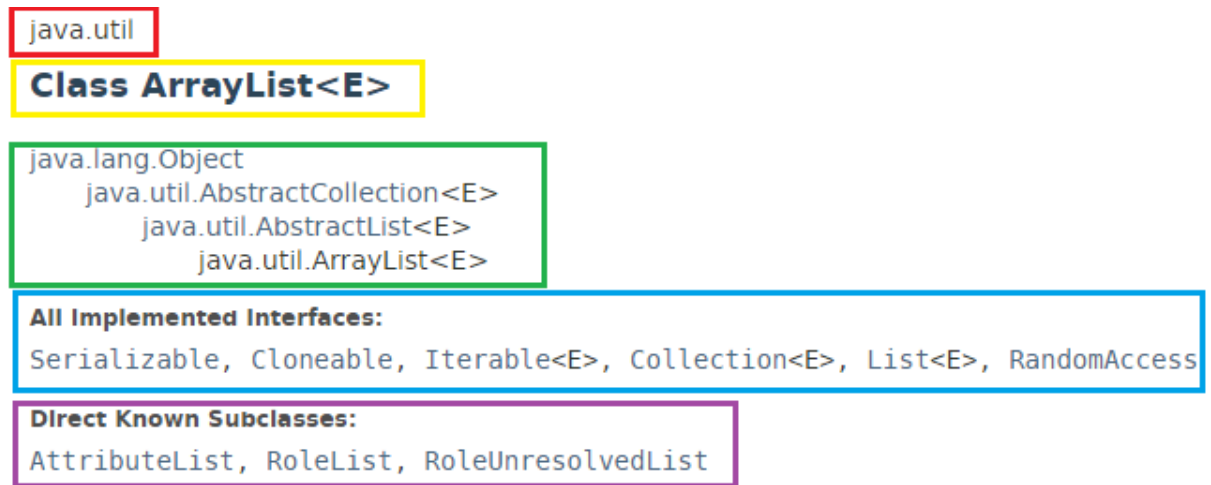 java.util
Class ArrayList<E>
java.lang.Object
java.util.AbstractCollection<E>
java.util.AbstractList<E>
java.util.ArrayList<E>
All Implemented Interfaces:
Serializable, Cloneable, Iterable<E>, Collection<E>, List<E>, RandomAccess
Direct Known Subclasses:
AttributeList, RoleList, RoleUnresolvedList